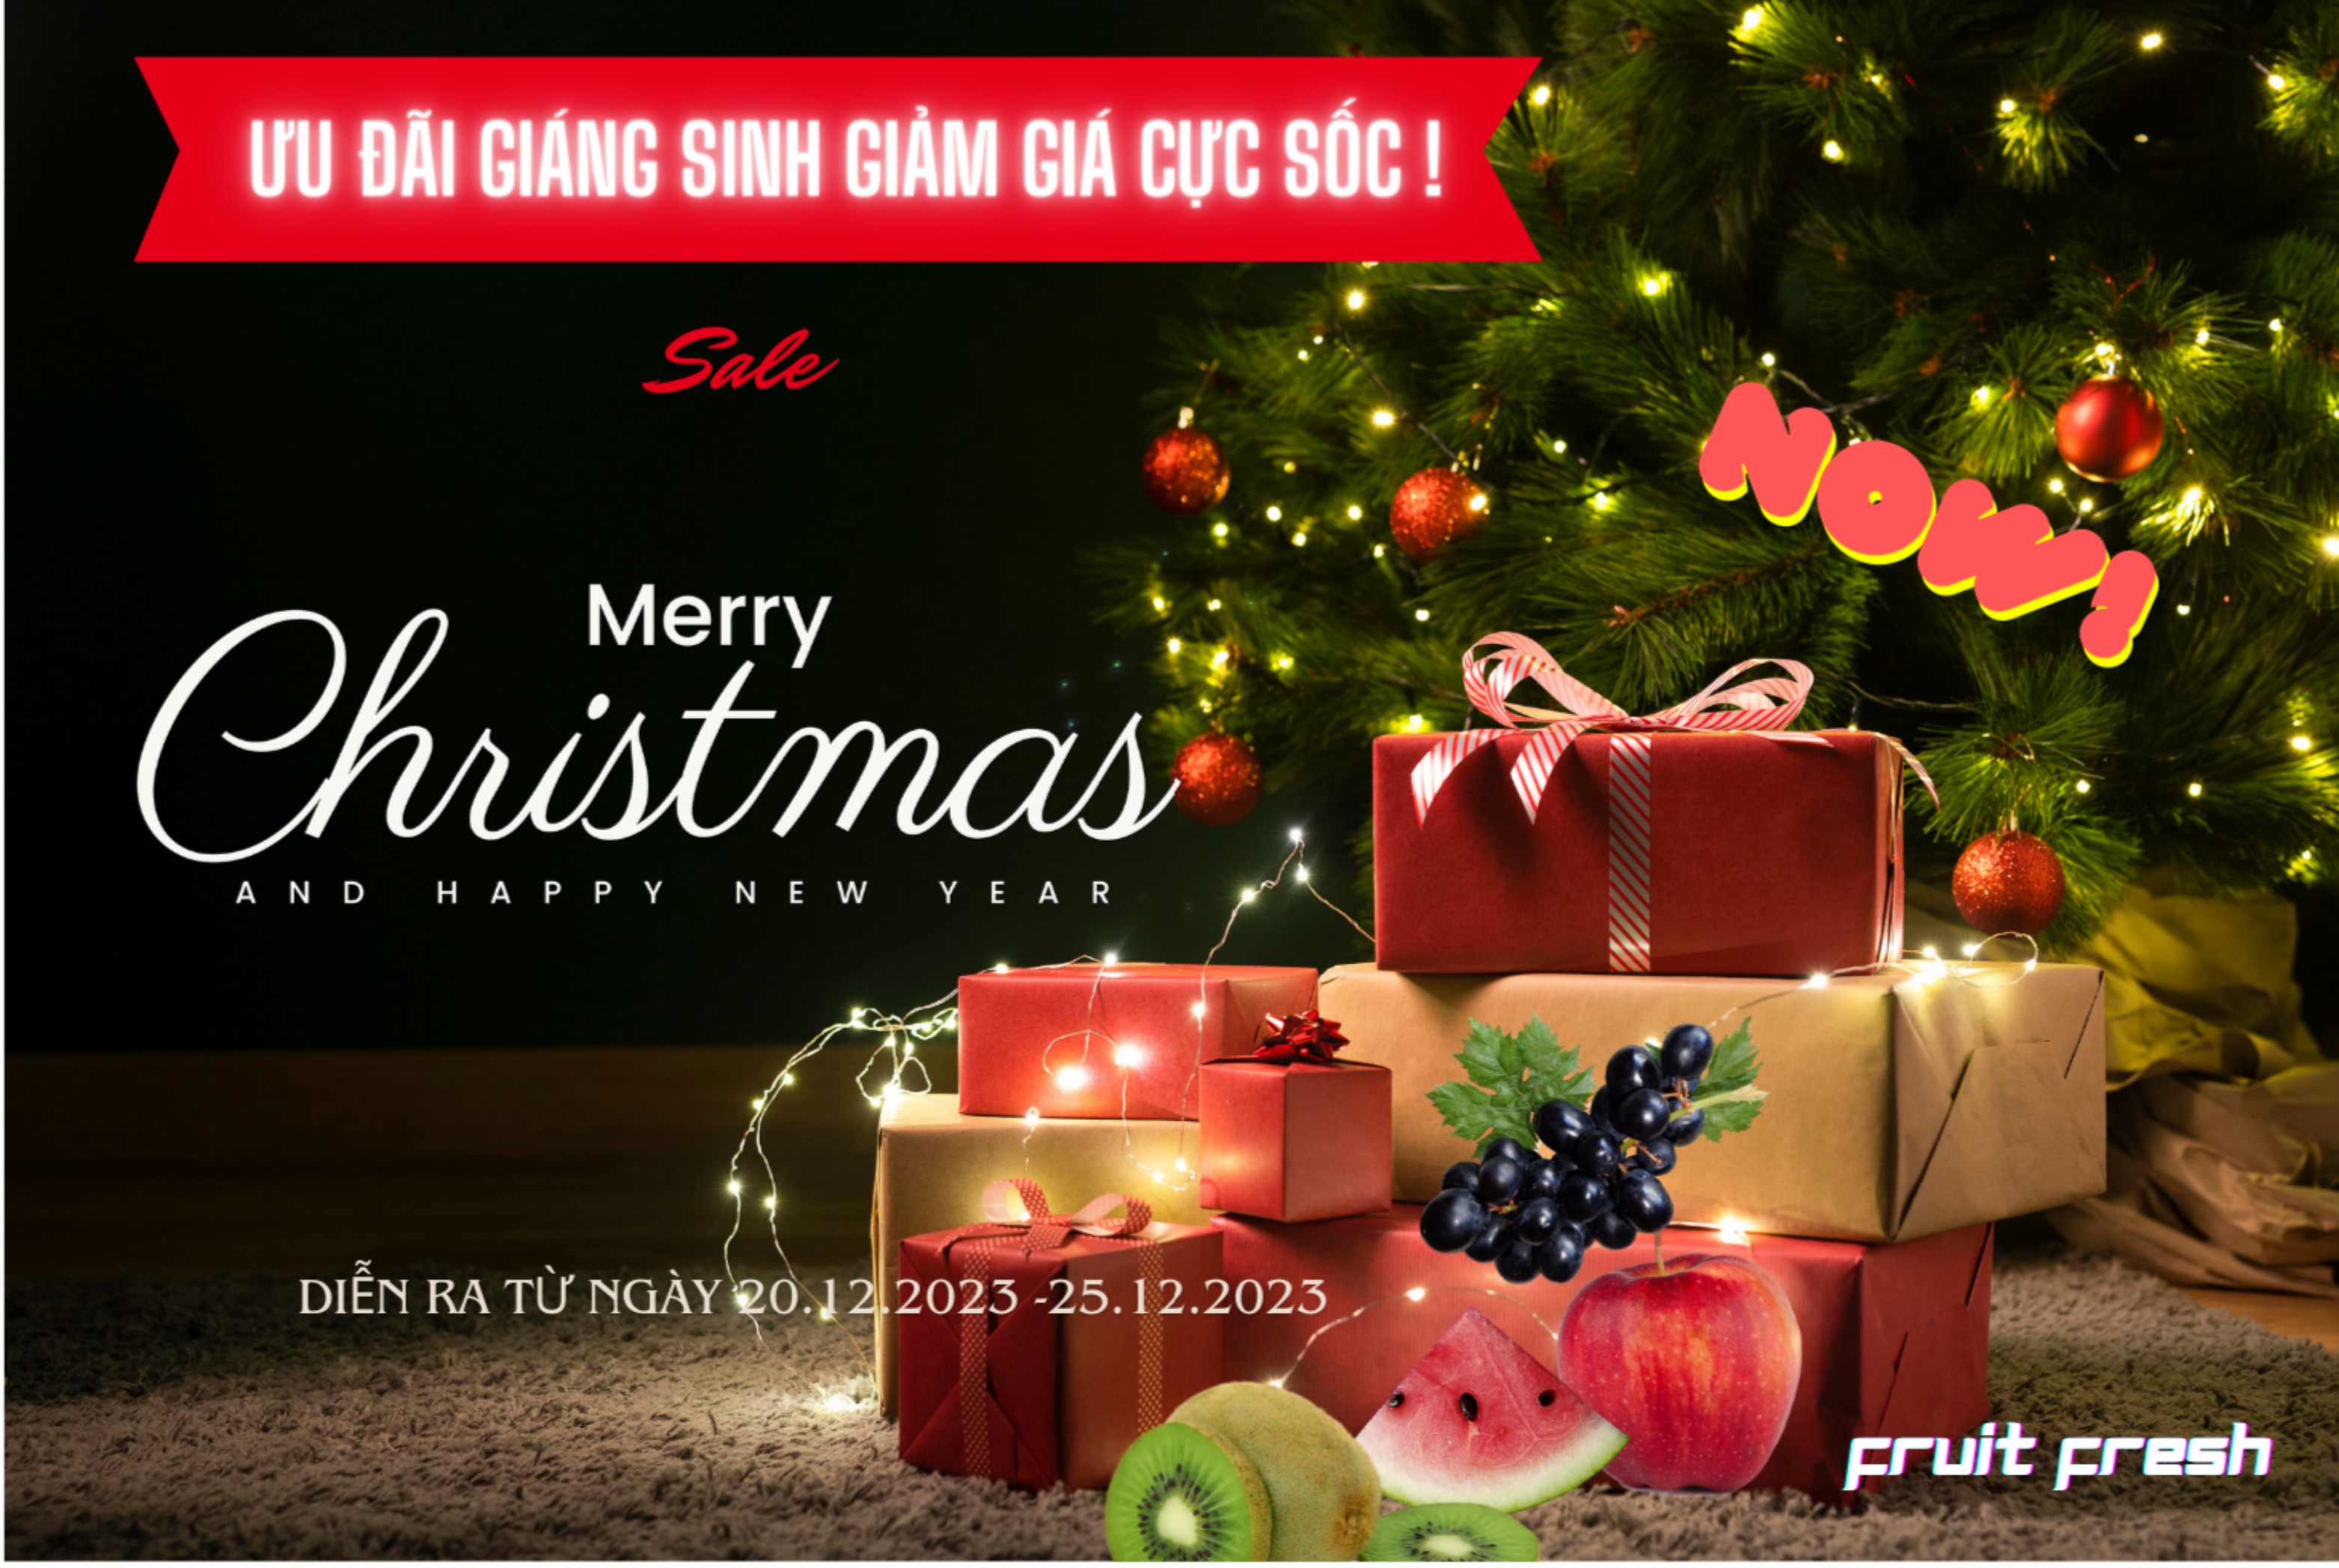 ƯU ĐÃI GIÁNG SINH GIẢM GIÁ CỰC SỐC !
Sale
NOW!
Merry
Christmas
AND HAPPY NEW YEAR
DIỄN RA TỪ NGÀY 20.12.2023 -25.12.2023
Fruit Fresh